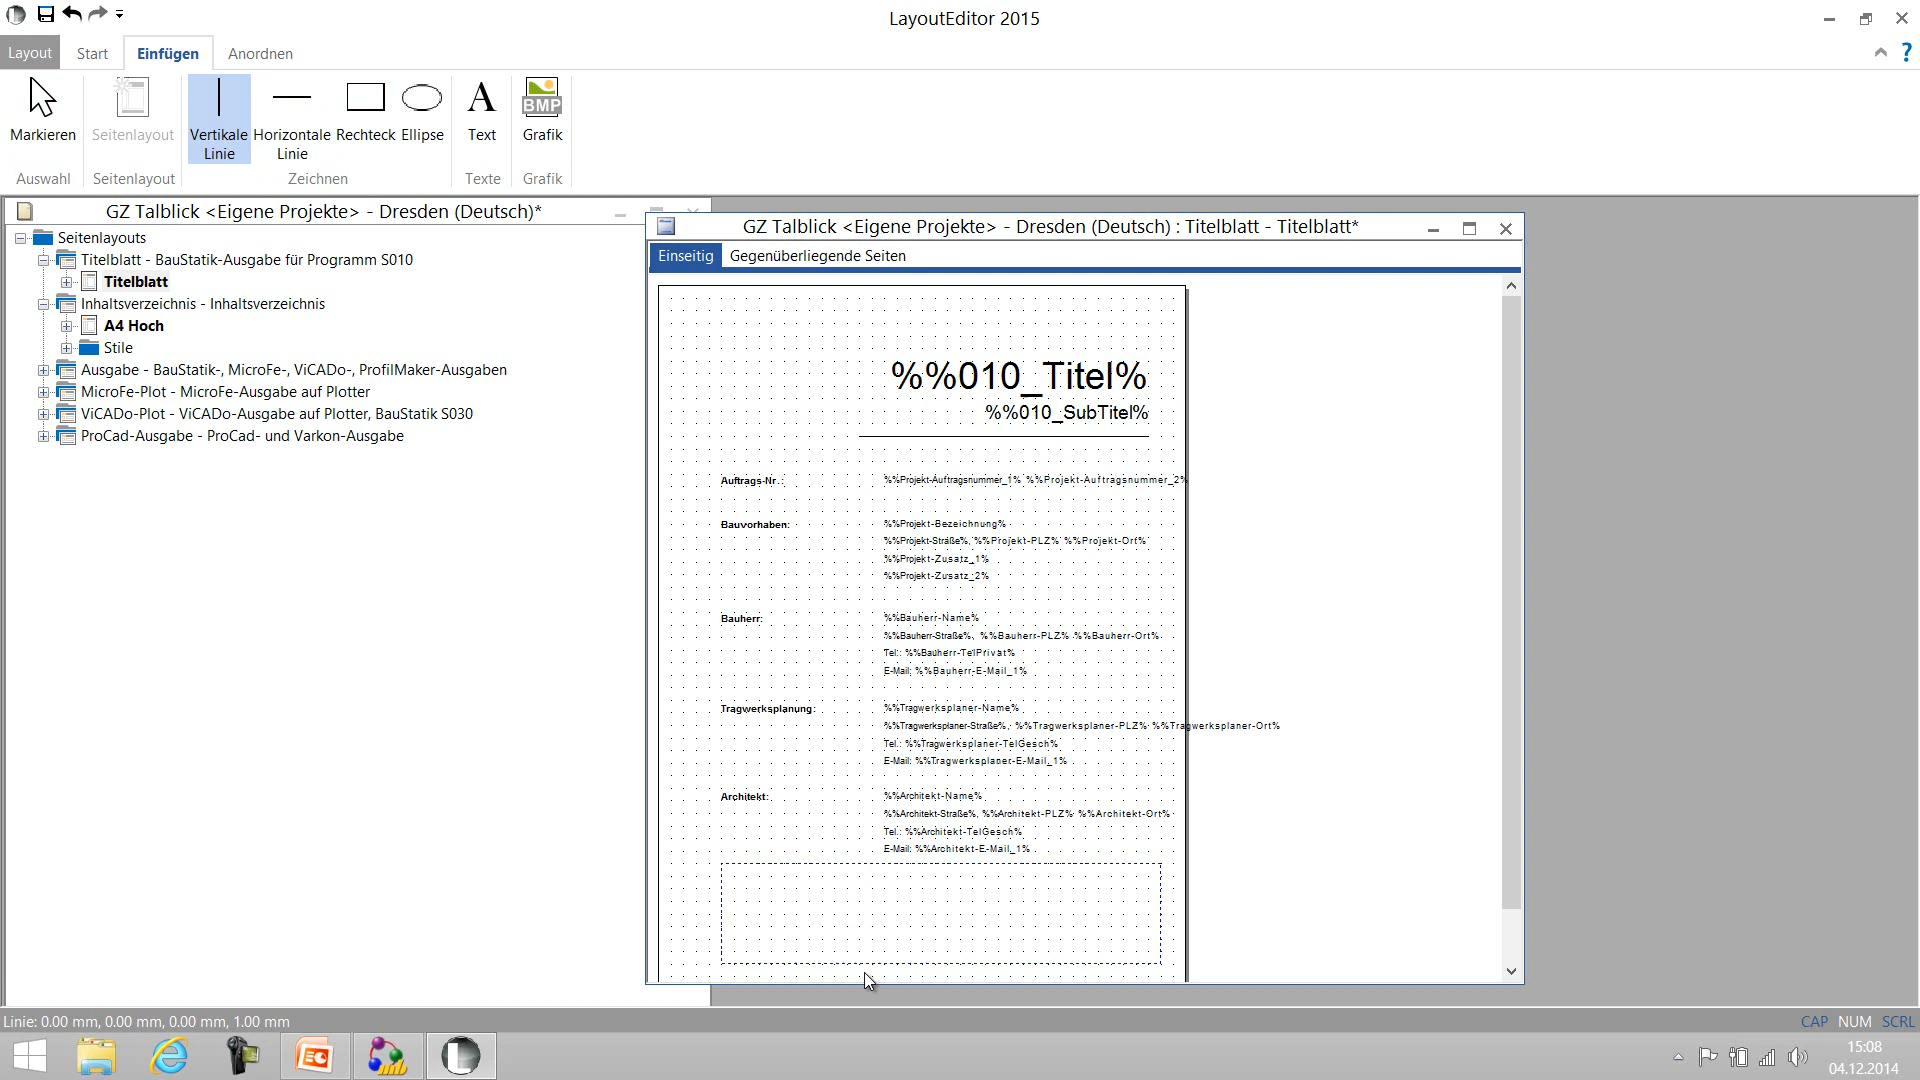 LayoutEditor 2015
Layout Start Einfügen Anordnen
?
Markieren
Seitenlayout
Vertikale Linie
Horizontale Linie
Rechteck
Ellipse
Text
BMP
Grafik
Auswahl
Seitenlayout
Zeichnen
Texte
Grafik
GZ Talblick <Eigene Projekte> - Dresden (Deutsch)*
Seitenlayouts
Titelblatt - BauStatik-Ausgabe für Programm S010
Titelblatt
Inhaltsverzeichnis - Inhaltsverzeichnis
A4 Hoch
Stile
Ausgabe - BauStatik-, MicroFe-, ViCADo-, ProfilMaker-Ausgaben
MicroFe-Plot - MicroFe-Ausgabe auf Plotter
ViCADo-Plot - ViCADo-Ausgabe auf Plotter, BauStatik S030
ProCad-Ausgabe - ProCad- und Varkon-Ausgabe
GZ Talblick <Eigene Projekte> - Dresden (Deutsch) : Titelblatt - Titelblatt*
Einseitig Gegenüberliegende Seiten
%%010_Titel%
%%010_SubTitel%
Auftrags-Nr.: %%Projekt-Auftragsnummer_1% %%Projekt-Auftragsnummer_2%
Bauvorhaben: %%Projekt-Bezeichnung%
%%Projekt-Straße%, %%Projekt-PLZ% %%Projekt-Ort%
%%Projekt-Zusatz_1%
%%Projekt-Zusatz_2%
Bauherr: %%Bauherr-Name%
%%Bauherr-Straße%, %%Bauherr-PLZ% %%Bauherr-Ort%
Tel.: %%Bauherr-TelPrivat%
E-Mail: %%Bauherr-E-Mail_1%
Tragwerksplanung: %%Tragwerksplaner-Name%
%%Tragwerksplaner-Straße%, %%Tragwerksplaner-PLZ% %%Tragwerksplaner-Ort%
Tel.: %%Tragwerksplaner-TelGesch%
E-Mail: %%Tragwerksplaner-E-Mail_1%
Architekt: %%Architekt-Name%
%%Architekt-Straße%, %%Architekt-PLZ% %%Architekt-Ort%
Tel.: %%Architekt-TelGesch%
E-Mail: %%Architekt-E-Mail_1%
Linie: 0.00 mm, 0.00 mm, 0.00 mm, 1.00 mm
CAP NUM SCRL
15:08
04.12.2014